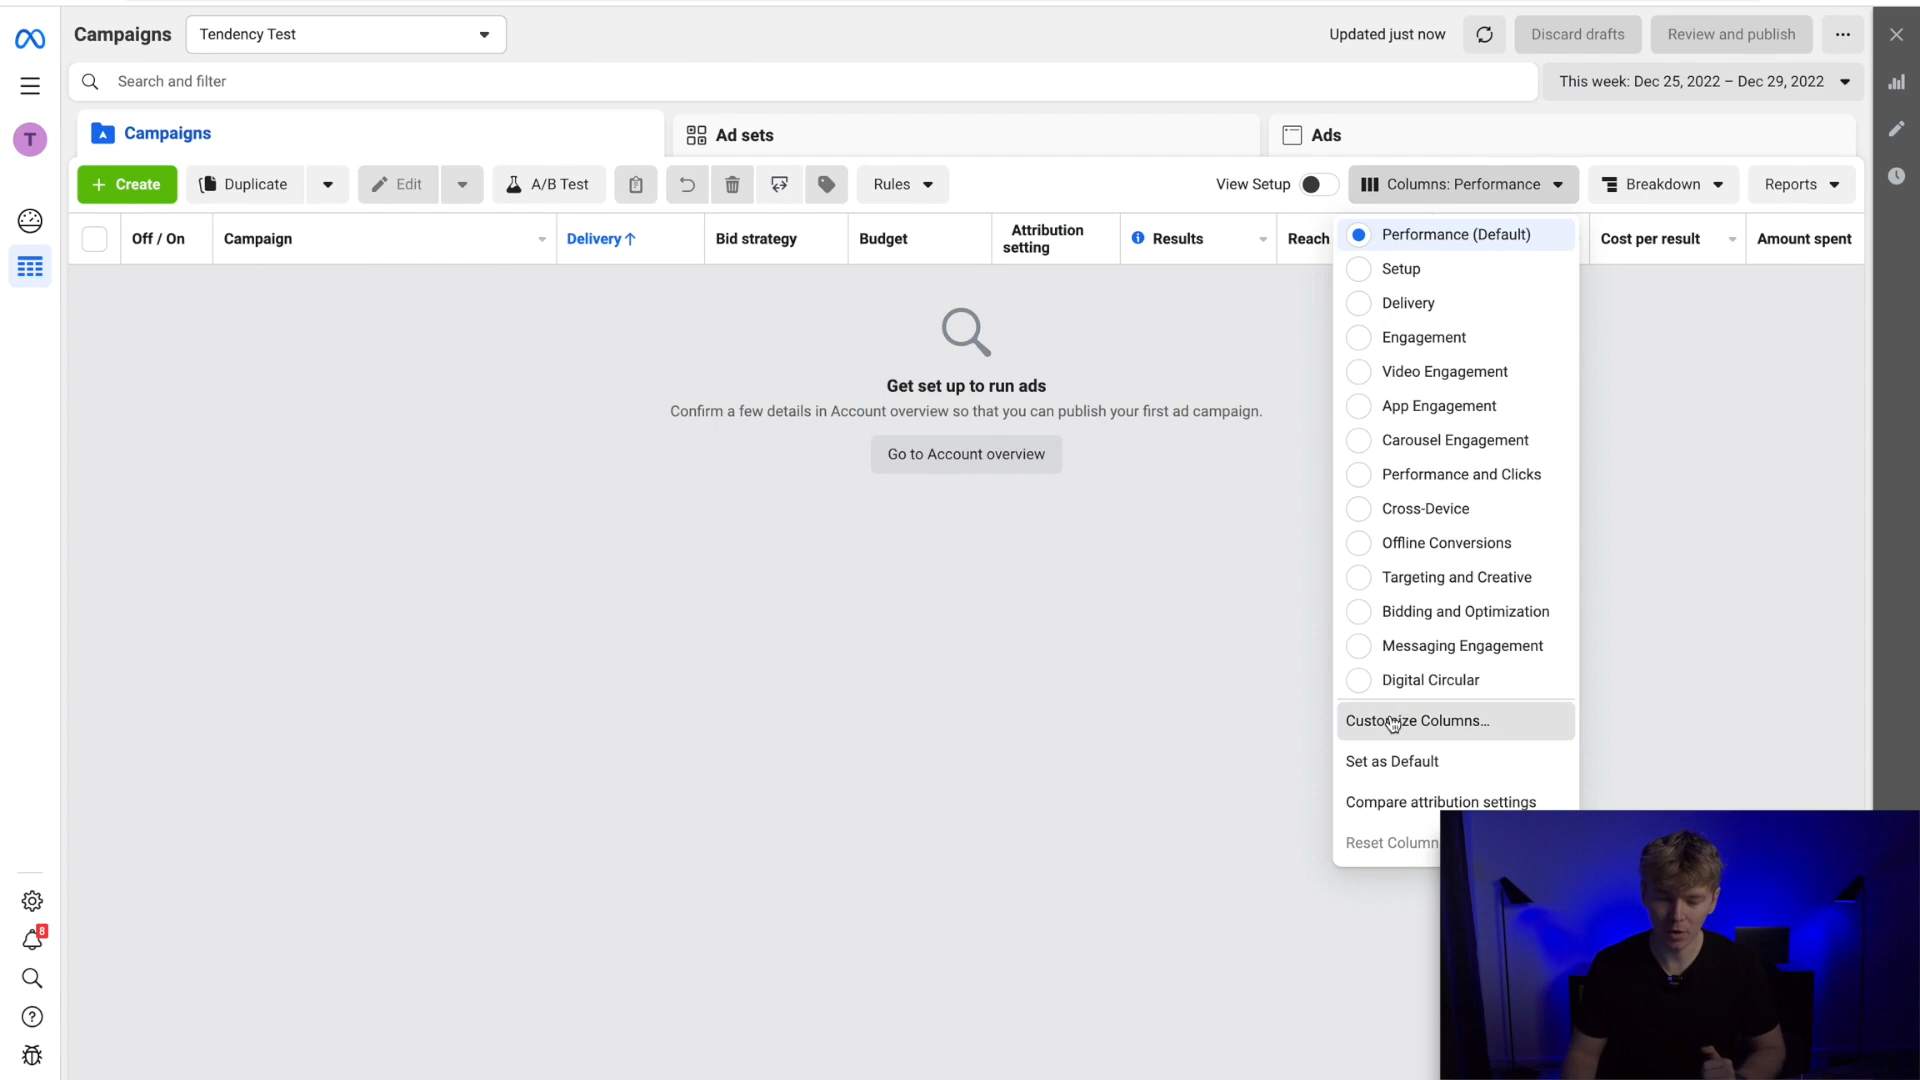 Campaigns
Tendency Test
Updated just now
Discard drafts
Review and publish
Search and filter
This week: Dec 25, 2022 – Dec 29, 2022
T
Campaigns
Ad sets
Ads
+ Create
Duplicate
Edit
A/B Test
Rules
View Setup
Columns: Performance
Breakdown
Reports
Off / On
Campaign
Delivery ↑
Bid strategy
Budget
Attribution
setting
Results
Reach
Cost per result
Amount spent
Performance (Default)
Setup
Delivery
Engagement
Video Engagement
App Engagement
Carousel Engagement
Performance and Clicks
Cross-Device
Offline Conversions
Targeting and Creative
Bidding and Optimization
Messaging Engagement
Digital Circular
Customize Columns...
Set as Default
Compare attribution settings
Reset Column
Get set up to run ads
Confirm a few details in Account overview so that you can publish your first ad campaign.
Go to Account overview
8